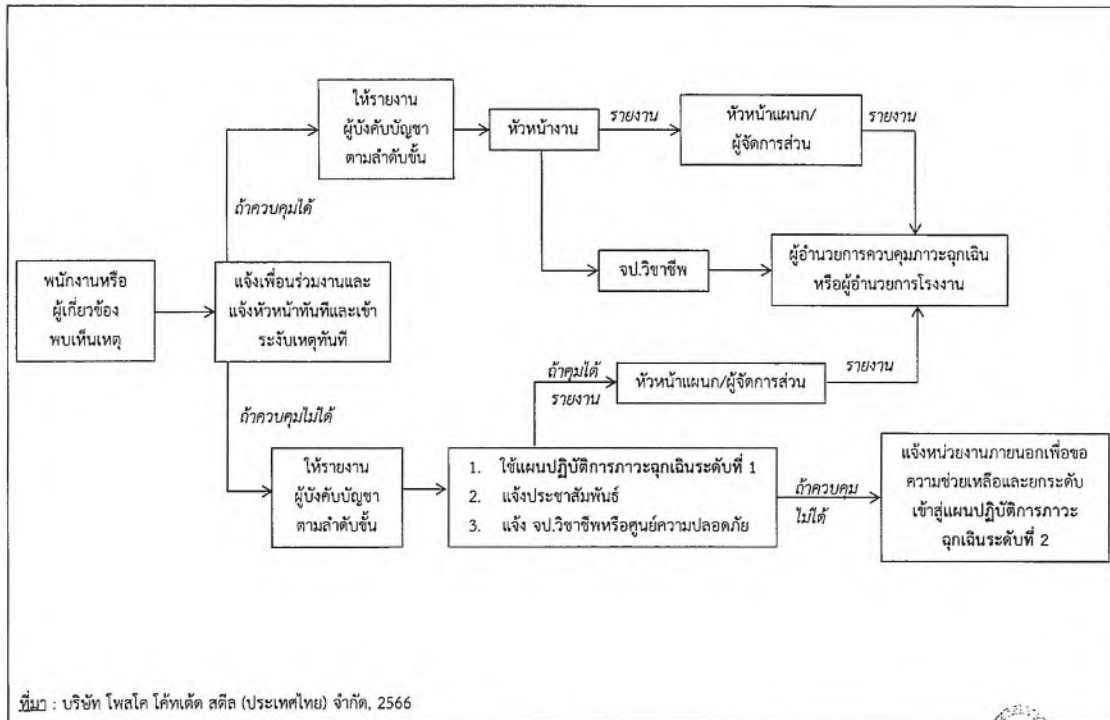 ให้รายงาน
ผู้บังคับบัญชา
ตามลำดับขั้น
หัวหน้างาน
รายงาน
หัวหน้าแผนก/
ผู้จัดการส่วน
รายงาน
ถ้าควบคุมได้
พนักงานหรือ
ผู้เกี่ยวข้อง
พบเห็นเหตุ
แจ้งเพื่อนร่วมงานและ
แจ้งหัวหน้าทันทีและเข้า
ระงับเหตุทันที
จป.วิชาชีพ
ผู้อำนวยการควบคุมภาวะฉุกเฉิน
หรือผู้อำนวยการโรงงาน
ถ้าควบคุมไม่ได้
ถ้าคุมได้
รายงาน
หัวหน้าแผนก/ผู้จัดการส่วน
รายงาน
ให้รายงาน
ผู้บังคับบัญชา
ตามลำดับขั้น
1. ใช้แผนปฏิบัติการภาวะฉุกเฉินระดับที่ 1
2. แจ้งประชาสัมพันธ์
3. แจ้ง จป.วิชาชีพหรือศูนย์ความปลอดภัย
ถ้าควบคุม
ไม่ได้
แจ้งหน่วยงานภายนอกเพื่อขอ
ความช่วยเหลือและยกระดับ
เข้าสู่แผนปฏิบัติการภาวะ
ฉุกเฉินระดับที่ 2
ที่มา : บริษัท โพสโค โค้ทเต็ด สตีล (ประเทศไทย) จำกัด, 2566